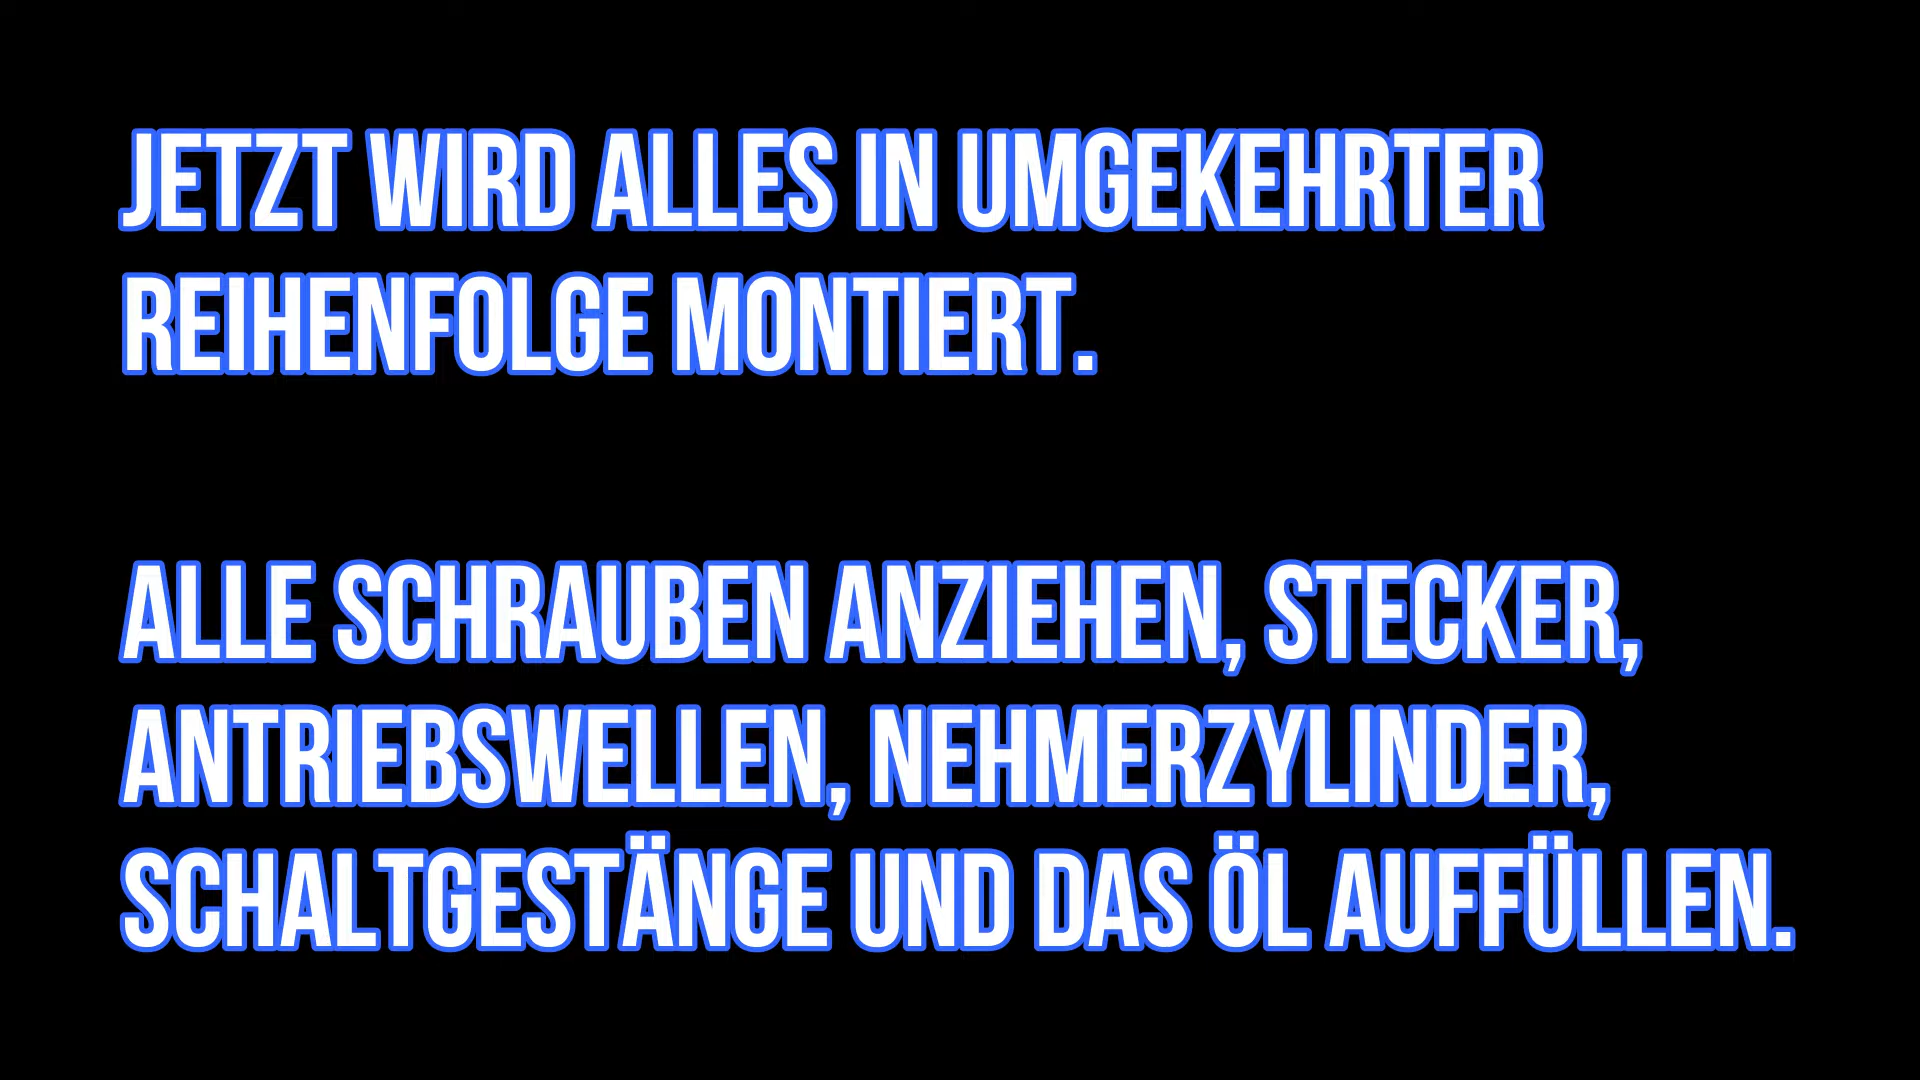 JETZT WIRD ALLES IN UMGEKEHRTER
REIHENFOLGE MONTIERT.
ALLE SCHRAUBEN ANZIEHEN, STECKER,
ANTRIEBSWELLEN, NEHMERZYLINDER,
SCHALTGESTÄNGE UND DAS ÖL AUFFÜLLEN.